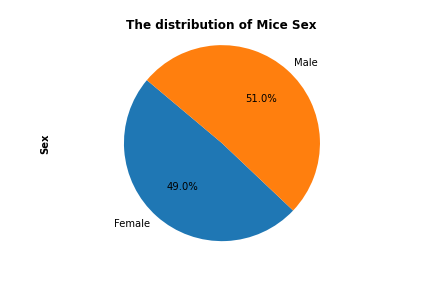 The distribution of Mice Sex
Male
51.0%
Sex
49.0%
Female